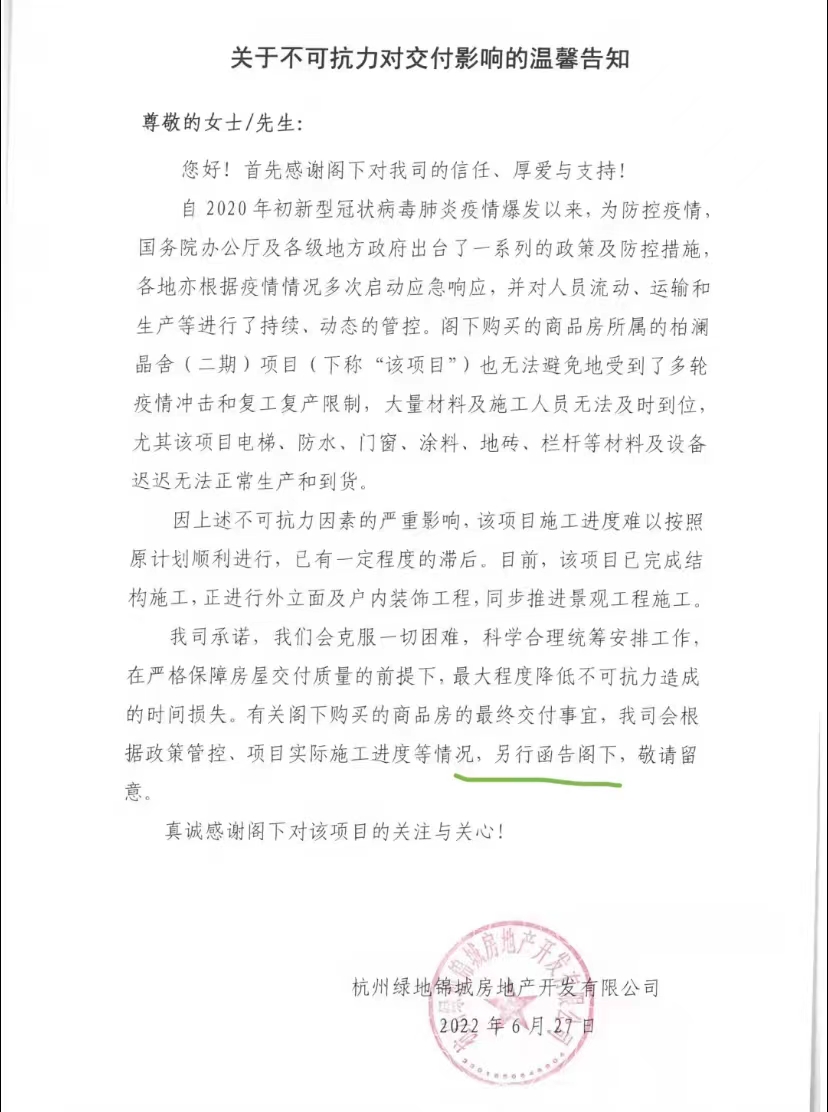 关于不可抗力对交付影响的温馨告知
尊敬的女士/先生：
您好！首先感谢阁下对我司的信任、厚爱与支持！
自 2020 年初新型冠状病毒肺炎疫情爆发以来，为防控疫情，
国务院办公厅及各级地方政府出台了一系列的政策及防控措施，
各地亦根据疫情情况多次启动应急响应，并对人员流动、运输和
生产等进行了持续、动态的管控。阁下购买的商品房所属的柏澜
晶舍（二期）项目（下称“该项目”）也无法避免地受到了多轮
疫情冲击和复工复产限制，大量材料及施工人员无法及时到位，
尤其该项目电梯、防水、门窗、涂料、地砖、栏杆等材料及设备
迟迟无法正常生产和到货。
因上述不可抗力因素的严重影响，该项目施工进度难以按照
原计划顺利进行，已有一定程度的滞后。目前，该项目已完成结
构施工，正进行外立面及户内装饰工程，同步推进景观工程施工。
我司承诺，我们会克服一切困难，科学合理统筹安排工作，
在严格保障房屋交付质量的前提下，最大程度降低不可抗力造成
的时间损失。有关阁下购买的商品房的最终交付事宜，我司会根
据政策管控、项目实际施工进度等情况，另行函告阁下，敬请留
意。
真诚感谢阁下对该项目的关注与关心！
杭州绿地锦城房地产开发有限公司
2022 年 6 月 27 日
杭州绿地锦城房地产开发有限公司